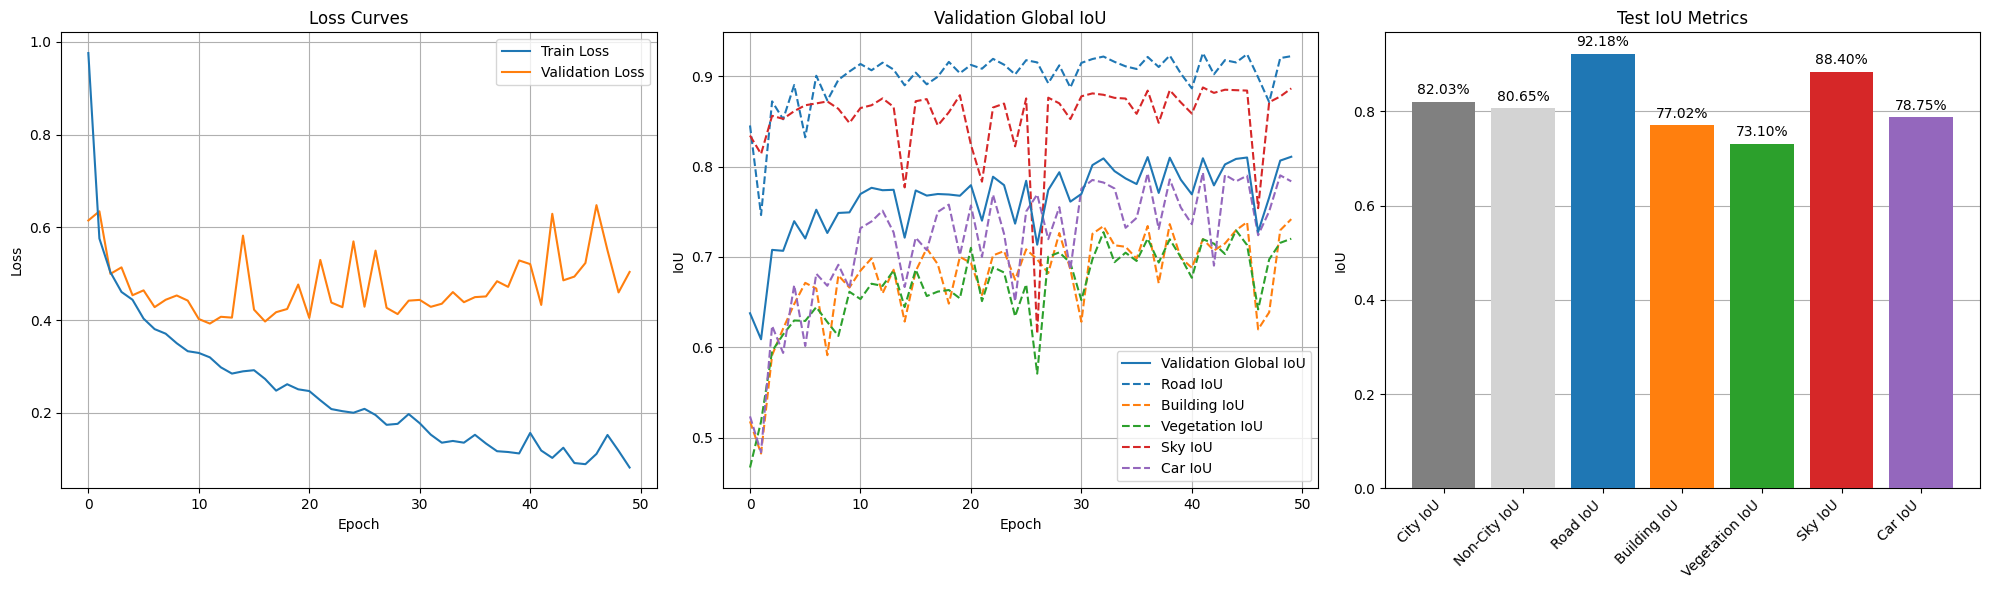 Loss Curves
1.0
0.8
0.6
0.4
0.2
Loss
0
10
20
30
40
50
Epoch
Train Loss
Validation Loss
Validation Global IoU
0.9
0.8
0.7
0.6
0.5
IoU
0
10
20
30
40
50
Epoch
Validation Global IoU
Road IoU
Building IoU
Vegetation IoU
Sky IoU
Car IoU
Test IoU Metrics
0.8
0.6
0.4
0.2
0.0
IoU
82.03%
80.65%
92.18%
77.02%
73.10%
88.40%
78.75%
City IoU
Non-City IoU
Road IoU
Building IoU
Vegetation IoU
Sky IoU
Car IoU